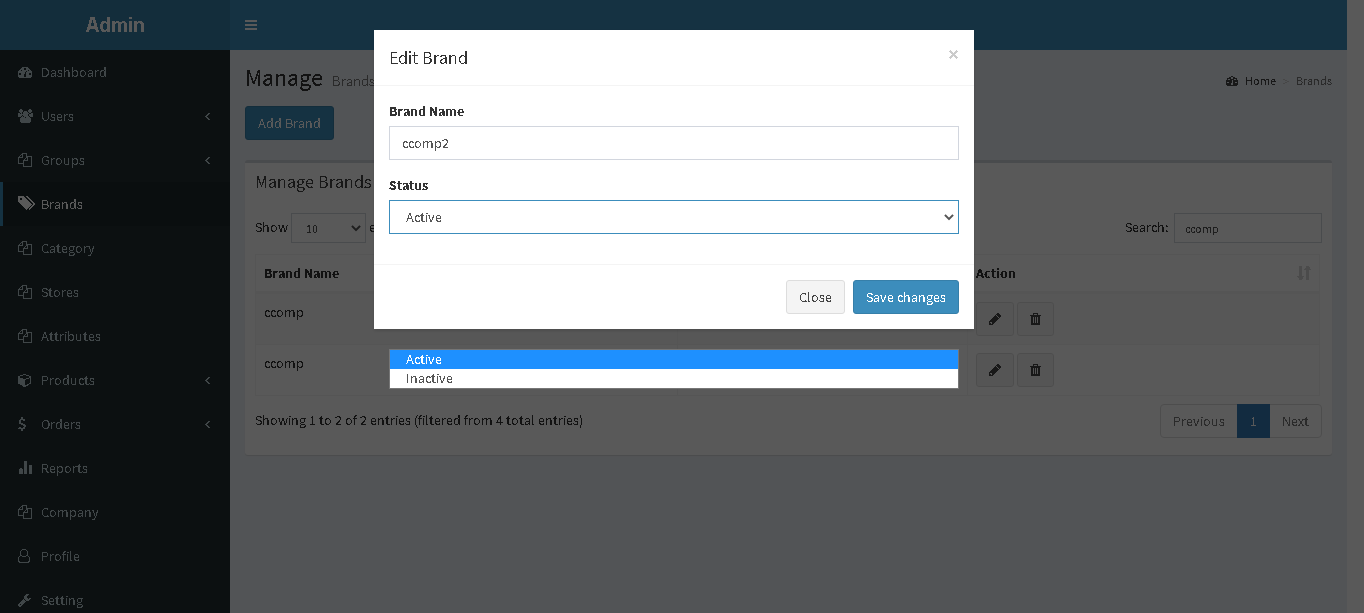 Admin
Dashboard
Users
Groups
Brands
Category
Stores
Attributes
Products
Orders
Reports
Company
Profile
Setting
Manage Brands
Home > Brands
Add Brand
Manage Brands
Show 10 e
Search: ccomp
Brand Name
Action
ccomp
ccomp
Showing 1 to 2 of 2 entries (filtered from 4 total entries)
Previous 1 Next
Edit Brand ×
Brand Name
ccomp2
Status
Active
Close Save changes
Active
Inactive